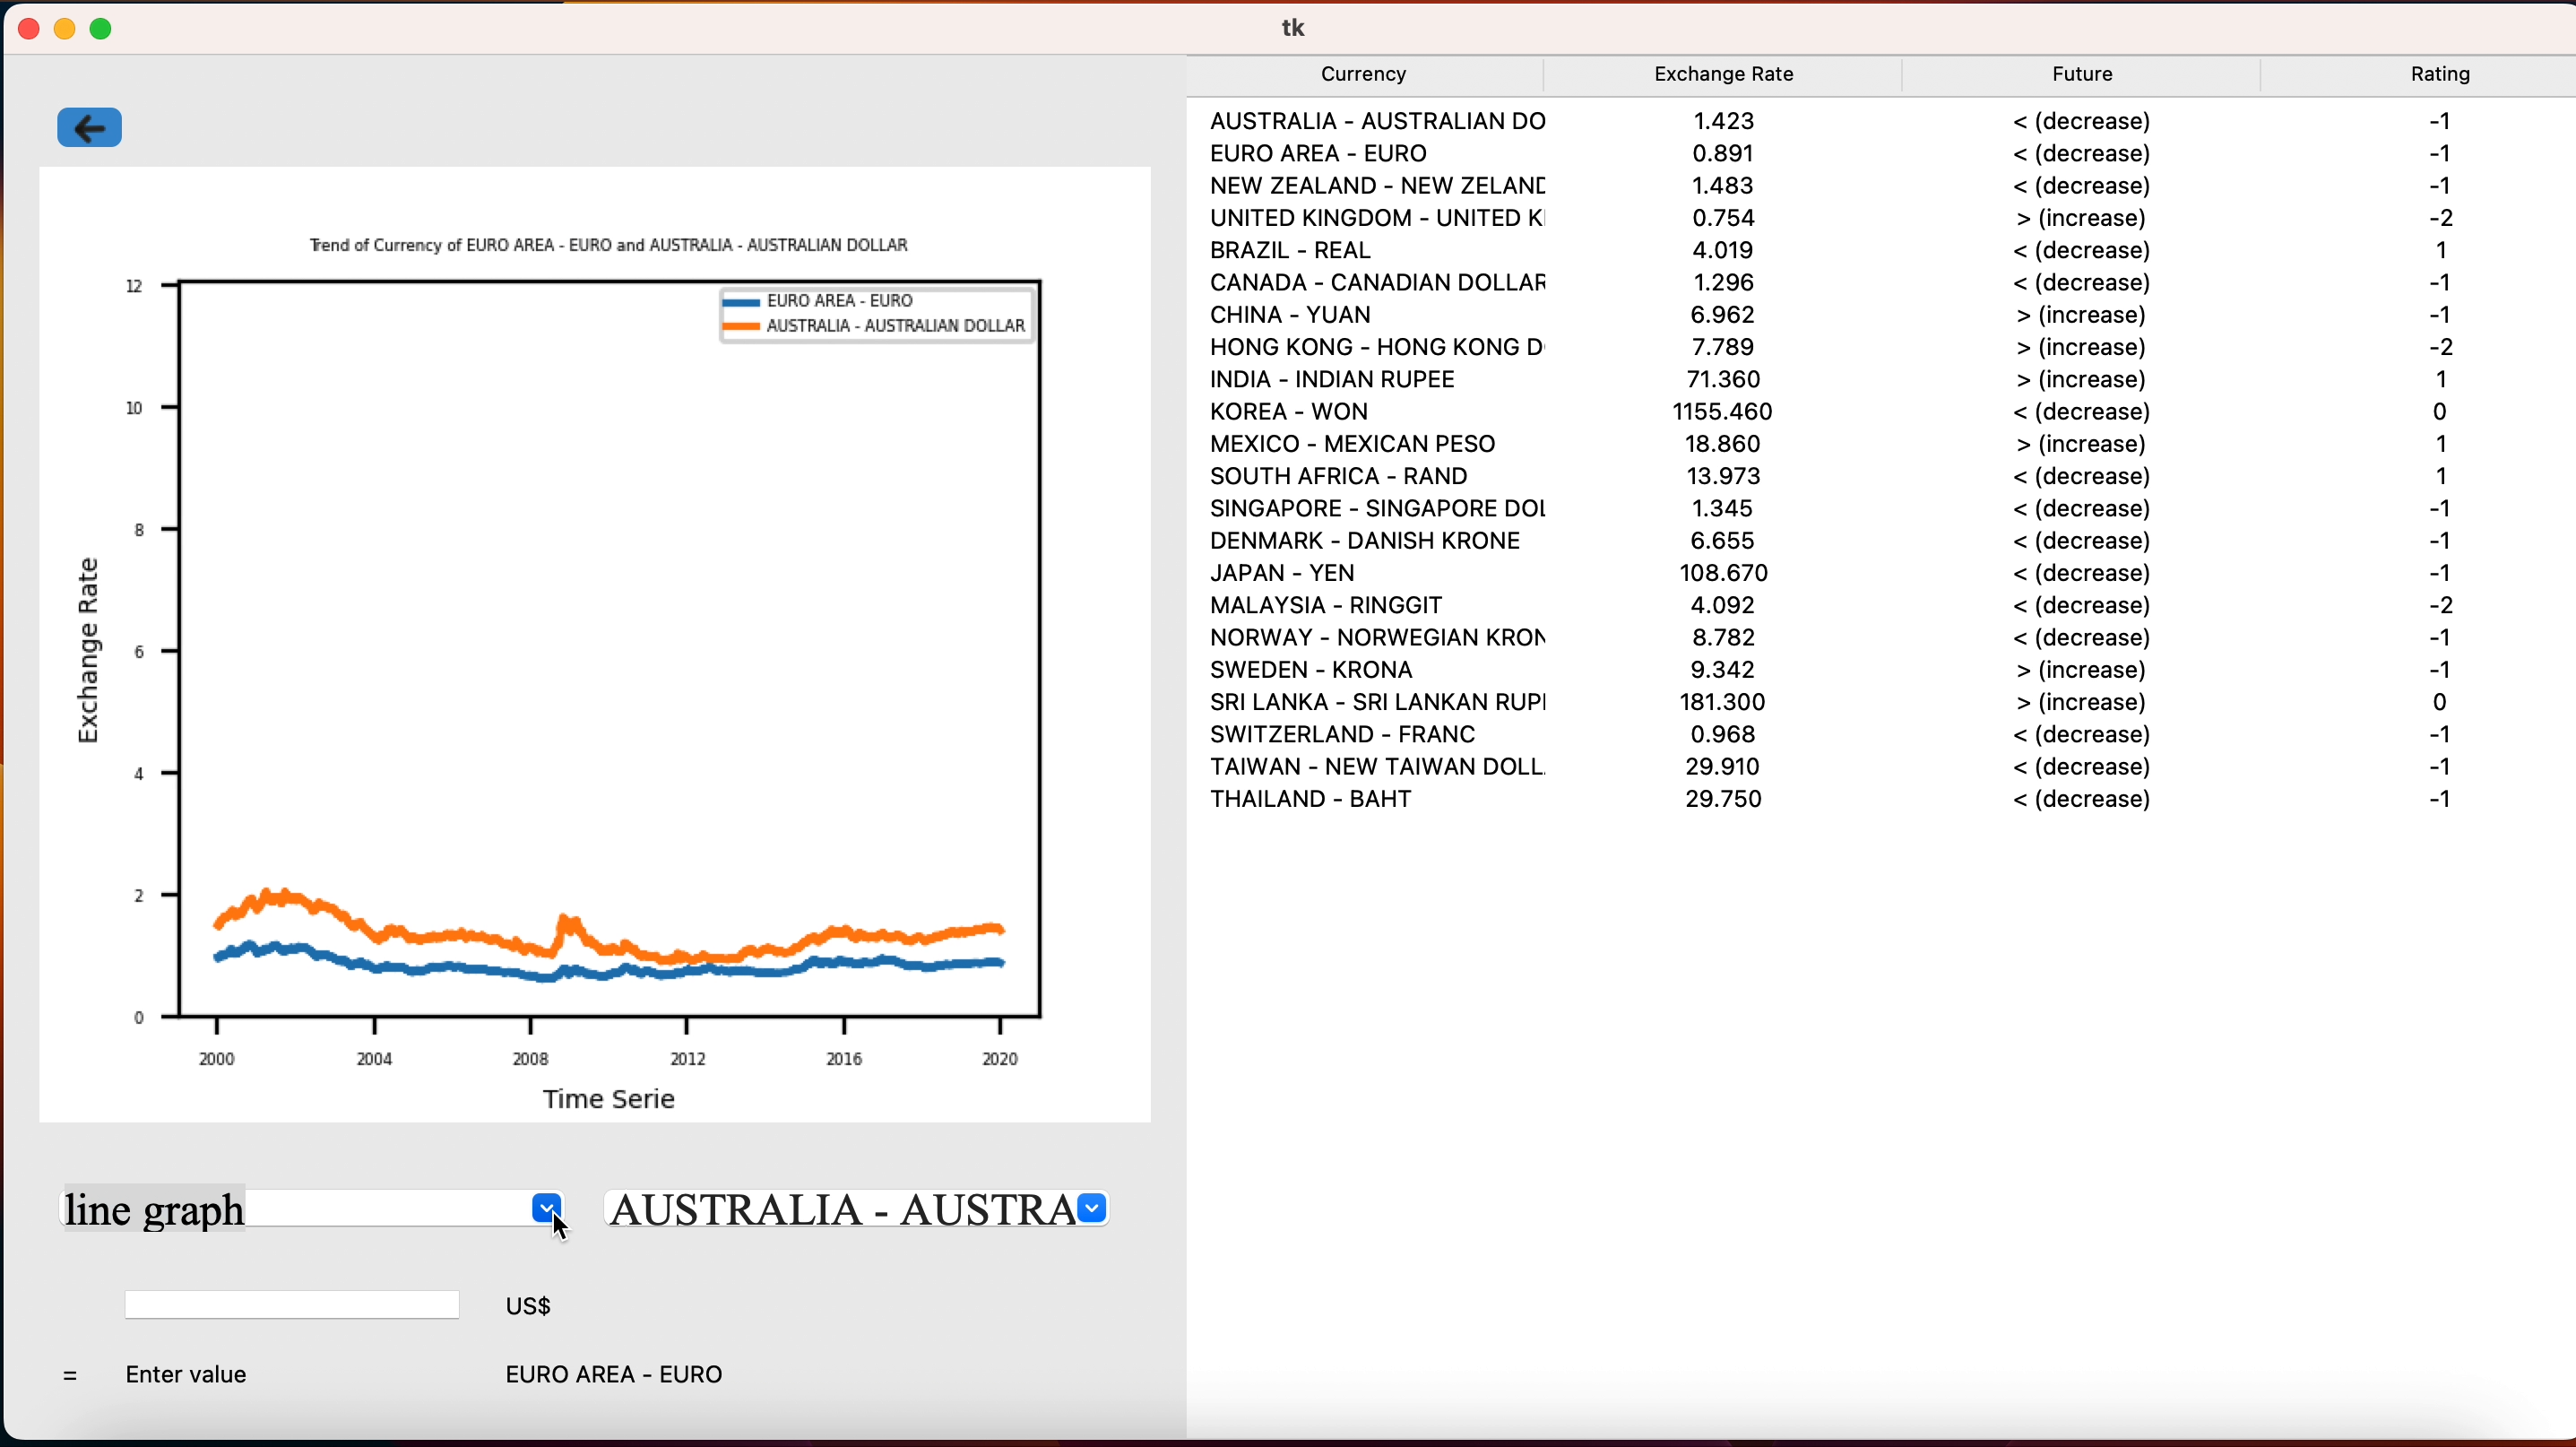 tk
Trend of Currency of EURO AREA - EURO and AUSTRALIA - AUSTRALIAN DOLLAR
EURO AREA - EURO
AUSTRALIA - AUSTRALIAN DOLLAR
12
10
8
6
4
2
0
Exchange Rate
2000 2004 2008 2012 2016 2020
Time Serie
line graph AUSTRALIA - AUSTRA
US$
= Enter value EURO AREA - EURO
Currency Exchange Rate Future Rating
AUSTRALIA - AUSTRALIAN DO 1.423 < (decrease) -1
EURO AREA - EURO 0.891 < (decrease) -1
NEW ZEALAND - NEW ZELAND 1.483 < (decrease) -1
UNITED KINGDOM - UNITED K 0.754 > (increase) -2
BRAZIL - REAL 4.019 < (decrease) 1
CANADA - CANADIAN DOLLAR 1.296 < (decrease) -1
CHINA - YUAN 6.962 > (increase) -1
HONG KONG - HONG KONG D 7.789 > (increase) -2
INDIA - INDIAN RUPEE 71.360 > (increase) 1
KOREA - WON 1155.460 < (decrease) 0
MEXICO - MEXICAN PESO 18.860 > (increase) 1
SOUTH AFRICA - RAND 13.973 < (decrease) 1
SINGAPORE - SINGAPORE DOL 1.345 < (decrease) -1
DENMARK - DANISH KRONE 6.655 < (decrease) -1
JAPAN - YEN 108.670 < (decrease) -1
MALAYSIA - RINGGIT 4.092 < (decrease) -2
NORWAY - NORWEGIAN KRON 8.782 < (decrease) -1
SWEDEN - KRONA 9.342 > (increase) -1
SRI LANKA - SRI LANKAN RUP 181.300 > (increase) 0
SWITZERLAND - FRANC 0.968 < (decrease) -1
TAIWAN - NEW TAIWAN DOLL 29.910 < (decrease) -1
THAILAND - BAHT 29.750 < (decrease) -1